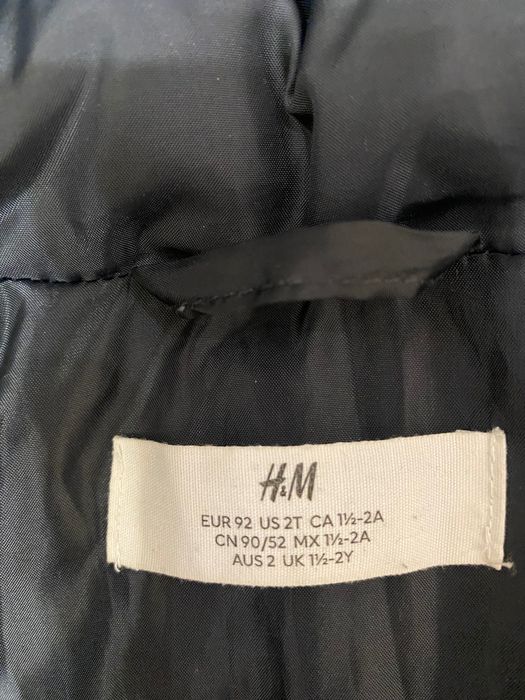 H&M
EUR 92 US 2T CA 1½-2A
CN 90/52 MX 1½-2A
AUS 2 UK 1½-2Y